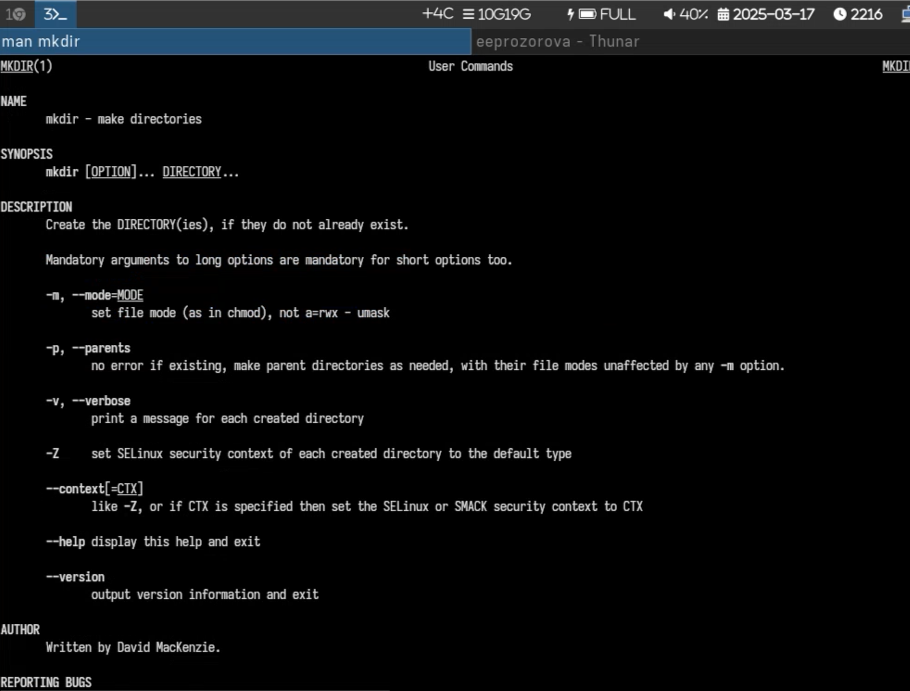 1 3>_ +4C 10G19G FULL 40% 2025-03-17 2216
man mkdir eeprozorova - Thunar
MKDIR(1) User Commands MKDI
NAME
mkdir - make directories
SYNOPSIS
mkdir [OPTION]... DIRECTORY...
DESCRIPTION
Create the DIRECTORY(ies), if they do not already exist.
Mandatory arguments to long options are mandatory for short options too.
-m, --mode=MODE
set file mode (as in chmod), not a=rwx - umask
-p, --parents
no error if existing, make parent directories as needed, with their file modes unaffected by any -m option.
-v, --verbose
print a message for each created directory
-Z set SELinux security context of each created directory to the default type
--context[=CTX]
like -Z, or if CTX is specified then set the SELinux or SMACK security context to CTX
--help display this help and exit
--version
output version information and exit
AUTHOR
Written by David MacKenzie.
REPORTING BUGS